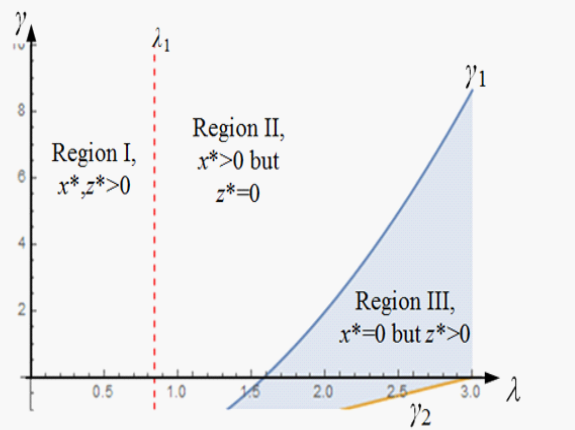 γ
λ1
10
γ1
8
Region I,
x*,z*>0
Region II,
x*>0 but
z*=0
6
4
2
Region III,
x*=0 but z*>0
0.5 1.0 1.5 2.0 2.5 3.0 λ
γ2